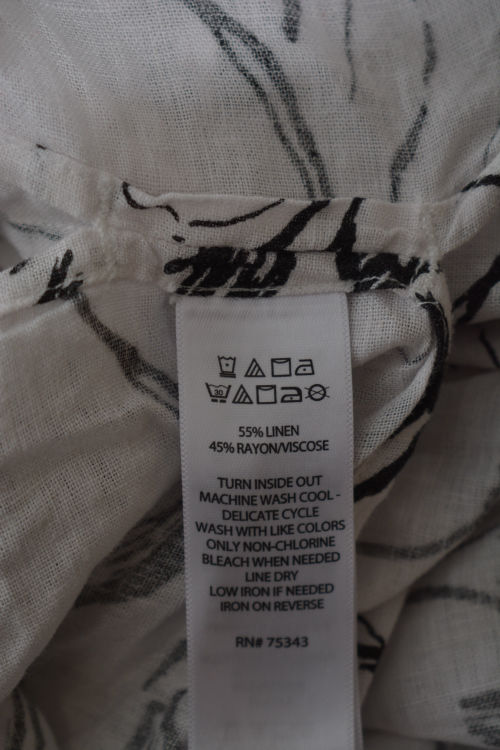 30
55% LINEN
45% RAYON/VISCOSE
TURN INSIDE OUT
MACHINE WASH COOL -
DELICATE CYCLE
WASH WITH LIKE COLORS
ONLY NON-CHLORINE
BLEACH WHEN NEEDED
LINE DRY
LOW IRON IF NEEDED
IRON ON REVERSE
RN# 75343